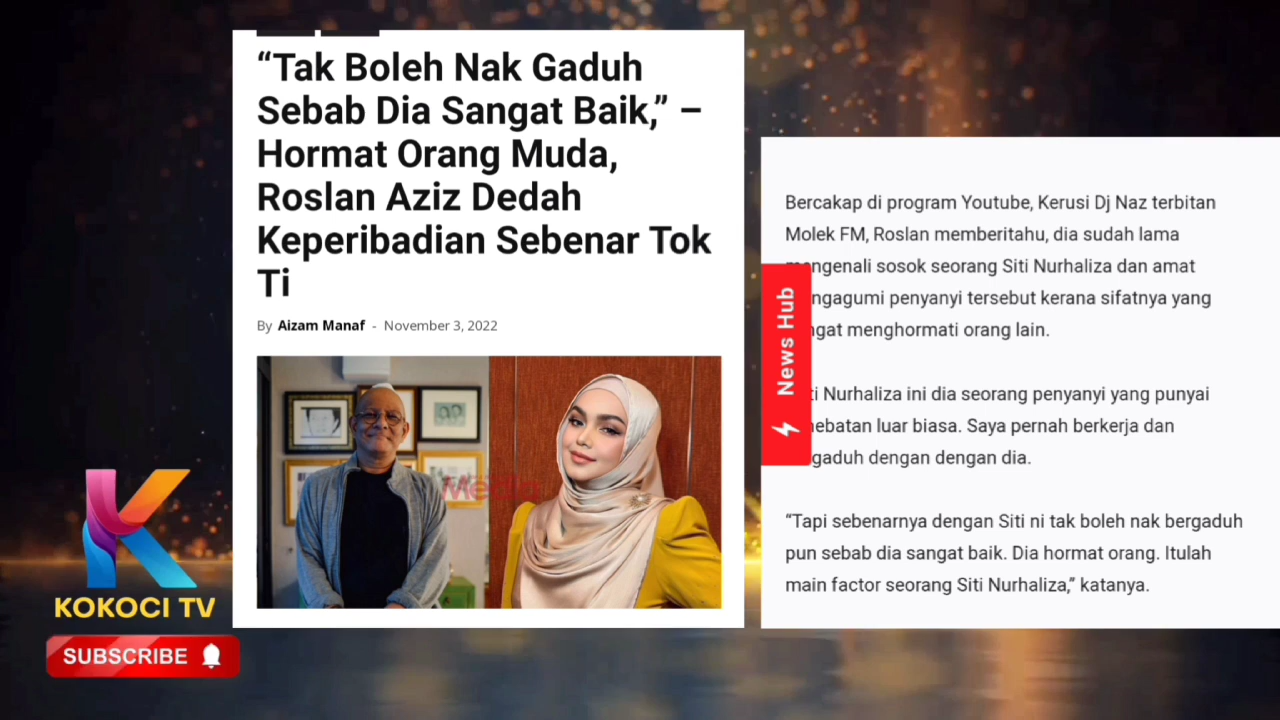 “Tak Boleh Nak Gaduh
Sebab Dia Sangat Baik,” –
Hormat Orang Muda,
Roslan Aziz Dedah
Keperibadian Sebenar Tok
Ti
By Aizam Manaf - November 3, 2022
Bercakap di program Youtube, Kerusi Dj Naz terbitan
Molek FM, Roslan memberitahu, dia sudah lama
seorang Siti Nurhaliza dan amat
penyanyi tersebut kerana sifatnya yang
menghormati orang lain.
Nurhaliza ini dia seorang penyanyi yang punyai
luar biasa. Saya pernah berkerja dan
dengan dengan dia.
“Tapi sebenarnya dengan Siti ni tak boleh nak bergaduh
pun sebab dia sangat baik. Dia hormat orang. Itulah
main factor seorang Siti Nurhaliza,” katanya.
News Hub
K
KOKOCI TV
SUBSCRIBE